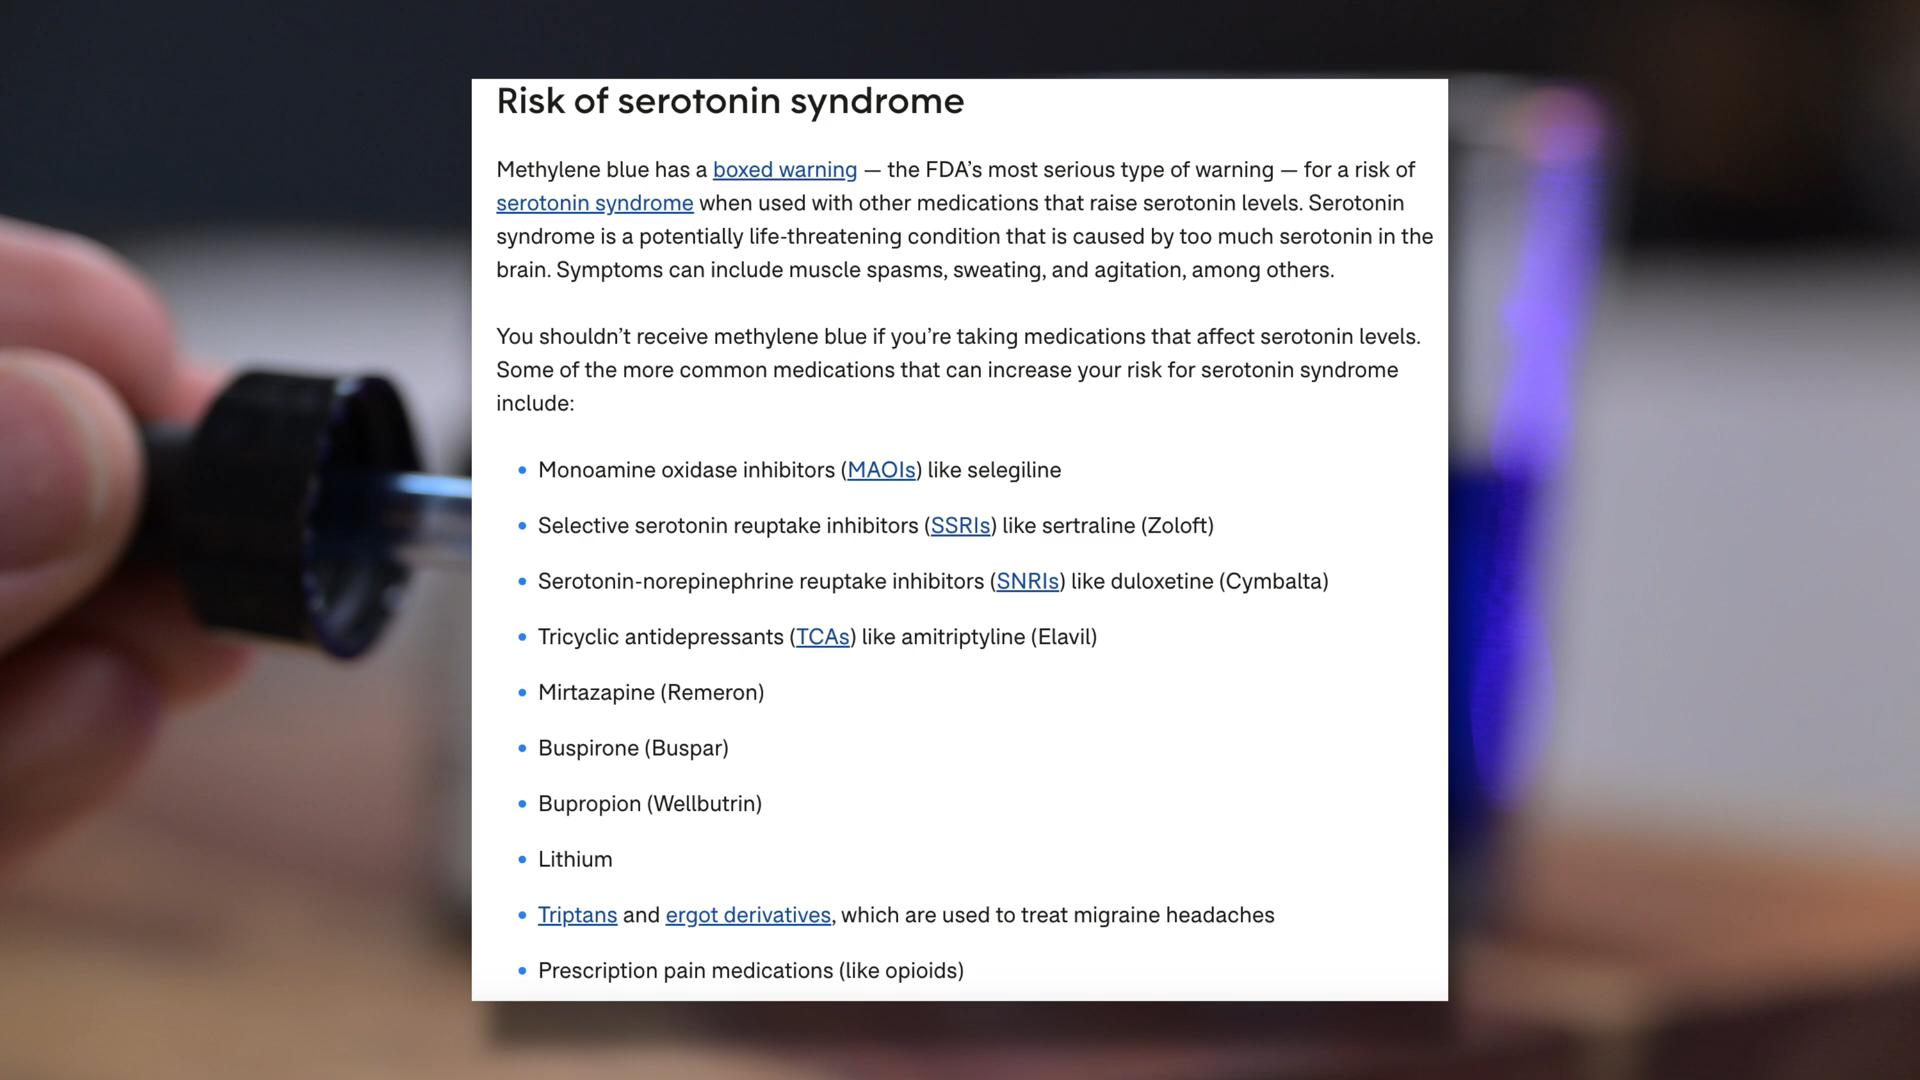 Risk of serotonin syndrome
Methylene blue has a boxed warning — the FDA’s most serious type of warning — for a risk of
serotonin syndrome when used with other medications that raise serotonin levels. Serotonin
syndrome is a potentially life-threatening condition that is caused by too much serotonin in the
brain. Symptoms can include muscle spasms, sweating, and agitation, among others.
You shouldn’t receive methylene blue if you’re taking medications that affect serotonin levels.
Some of the more common medications that can increase your risk for serotonin syndrome
include:
• Monoamine oxidase inhibitors (MAOIs) like selegiline
• Selective serotonin reuptake inhibitors (SSRIs) like sertraline (Zoloft)
• Serotonin-norepinephrine reuptake inhibitors (SNRIs) like duloxetine (Cymbalta)
• Tricyclic antidepressants (TCAs) like amitriptyline (Elavil)
• Mirtazapine (Remeron)
• Buspirone (Buspar)
• Bupropion (Wellbutrin)
• Lithium
• Triptans and ergot derivatives, which are used to treat migraine headaches
• Prescription pain medications (like opioids)